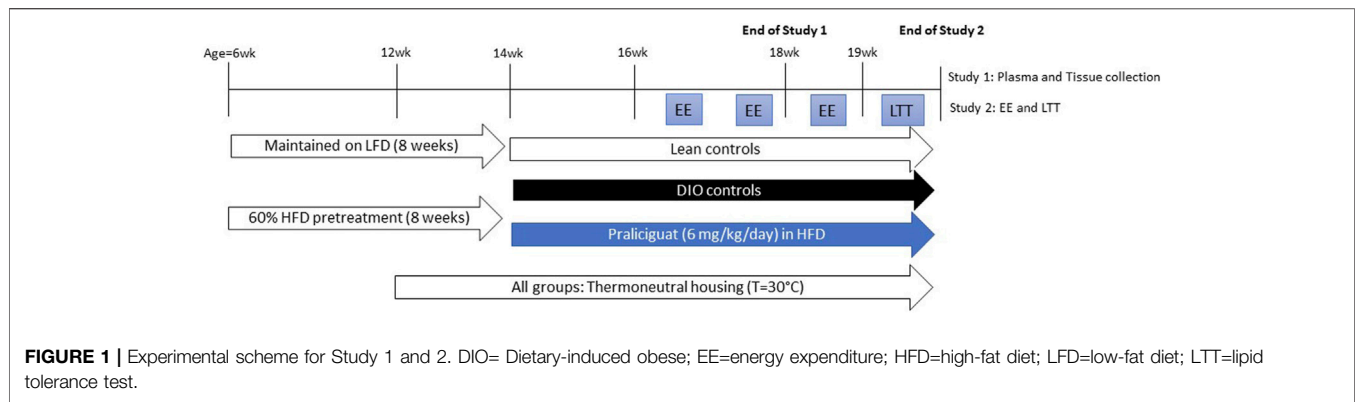 End of Study 1
End of Study 2
Age=6wk
12wk
14wk
16wk
18wk
19wk
Study 1: Plasma and Tissue collection
EE
EE
EE
LTT
Study 2: EE and LTT
Maintained on LFD (8 weeks)
Lean controls
DIO controls
60% HFD pretreatment (8 weeks)
Praliciguat (6 mg/kg/day) in HFD
All groups: Thermoneutral housing (T=30°C)
FIGURE 1 | Experimental scheme for Study 1 and 2. DIO= Dietary-induced obese; EE=energy expenditure; HFD=high-fat diet; LFD=low-fat diet; LTT=lipid
tolerance test.